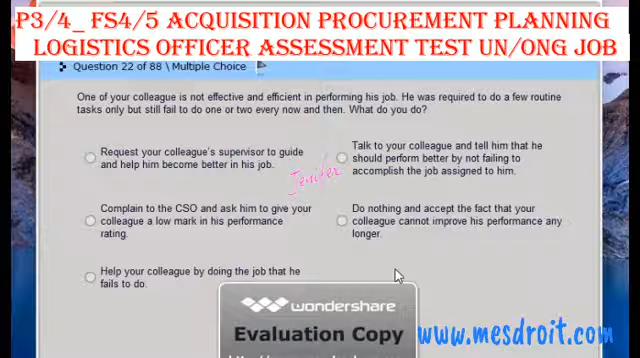 P3/4_ FS4/5 ACQUISITION PROCUREMENT PLANNING
LOGISTICS OFFICER ASSESSMENT TEST UN/ONG JOB
Question 22 of 88 \ Multiple Choice
One of your colleague is not effective and efficient in performing his job. He was required to do a few routine
tasks only but still fail to do one or two every now and then. What do you do?
Request your colleague's supervisor to guide
and help him become better in his job.
Talk to your colleague and tell him that he
should perform better by not failing to
accomplish the job assigned to him.
Jenifer
Complain to the CSO and ask him to give your
colleague a low mark in his performance
rating.
Do nothing and accept the fact that your
colleague cannot improve his performance any
longer.
Help your colleague by doing the job that he
fails to do.
wondershare
Evaluation Copy
www.mesdroit.com